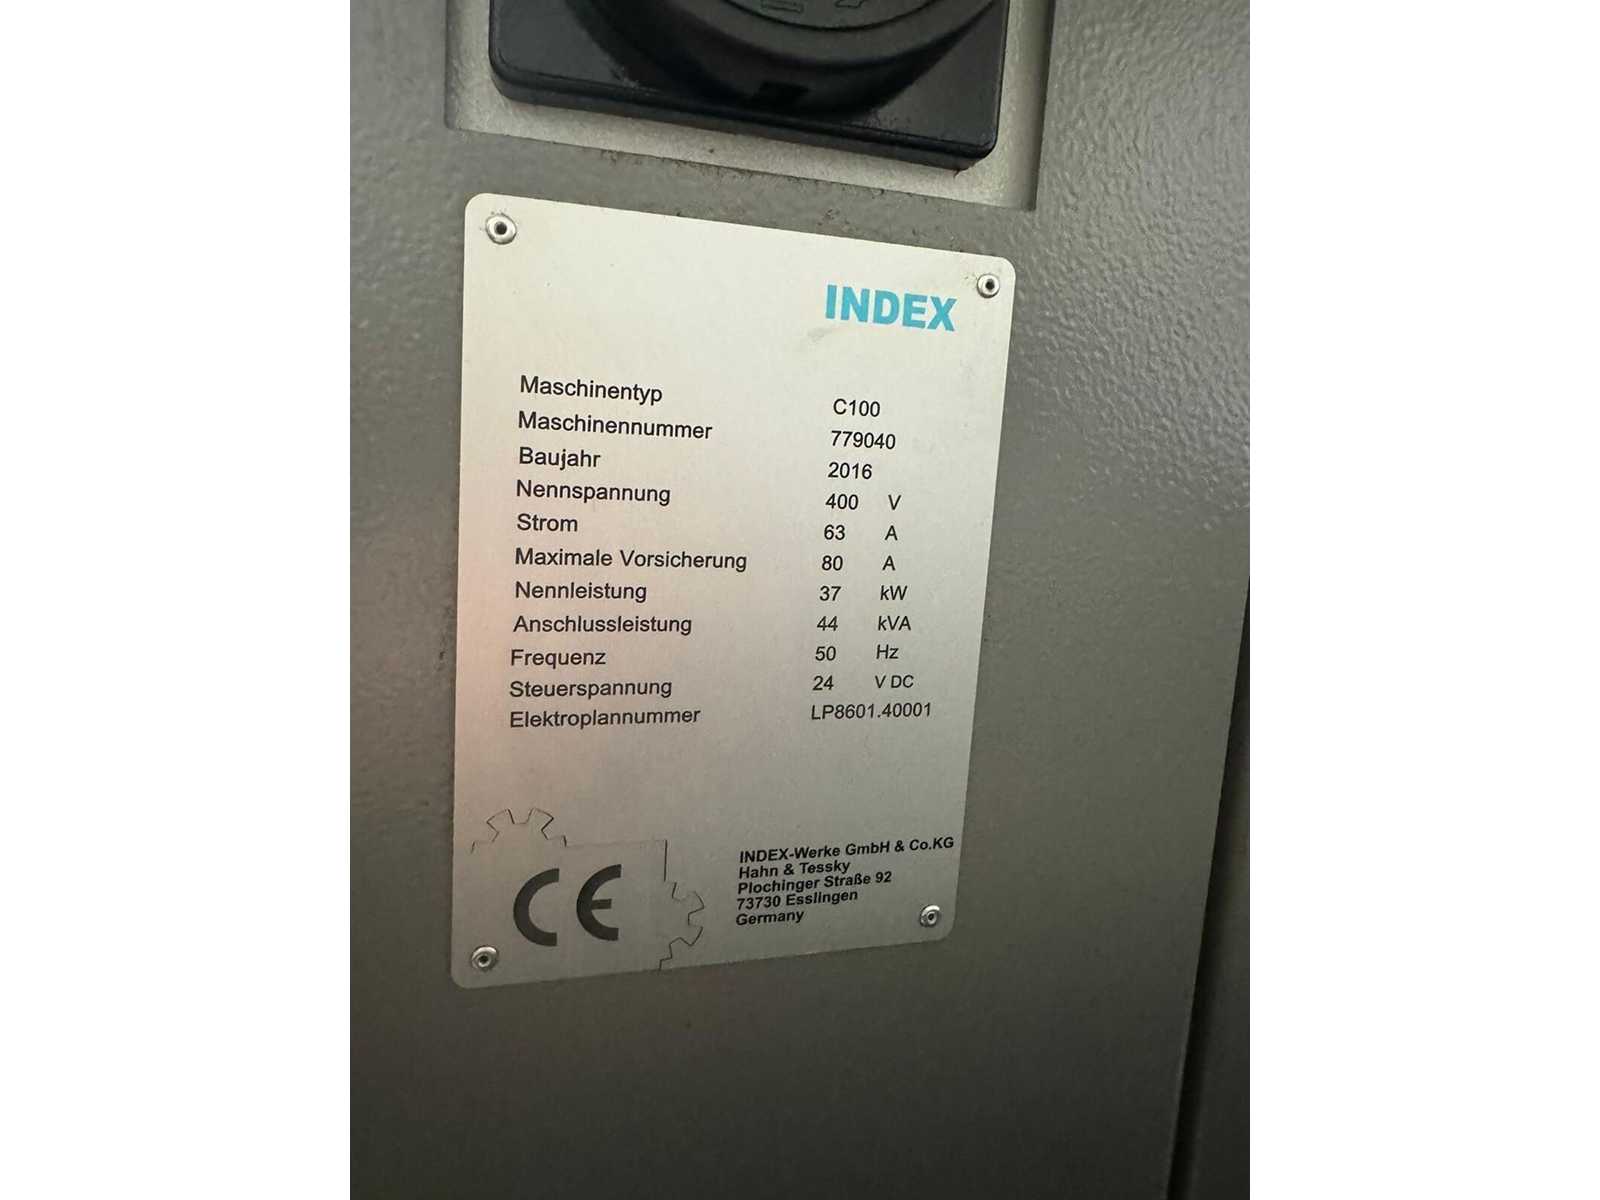 INDEX
Maschinentyp C100
Maschinennummer 779040
Baujahr 2016
Nennspannung 400 V
Strom 63 A
Maximale Vorsicherung 80 A
Nennleistung 37 kW
Anschlussleistung 44 kVA
Frequenz 50 Hz
Steuerspannung 24 V DC
Elektroplannummer LP8601.40001
CE
INDEX-Werke GmbH & Co.KG
Hahn & Tessky
Plochinger Straße 92
73730 Esslingen
Germany